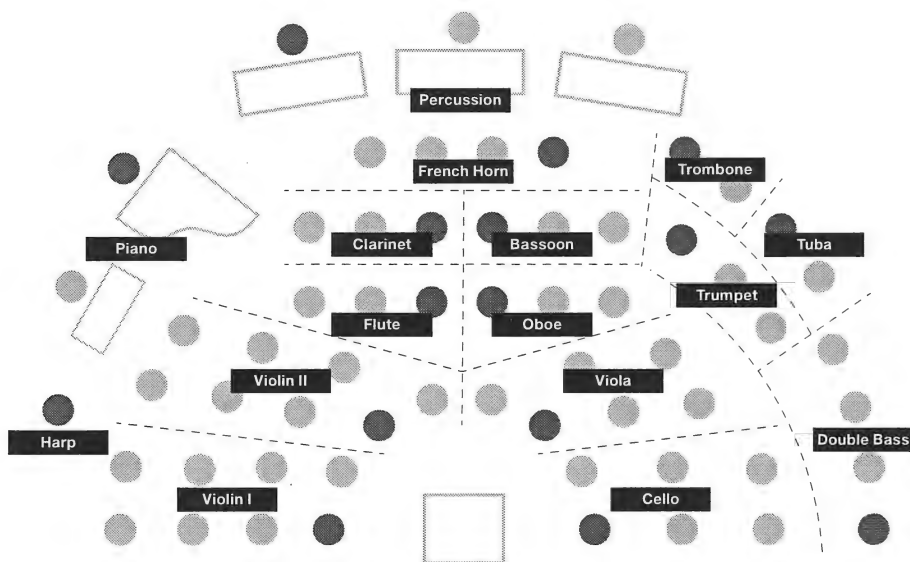 Percussion
French Horn
Trombone
Piano
Clarinet
Bassoon
Tuba
Flute
Oboe
Trumpet
Violin II
Viola
Harp
Double Bass
Violin I
Cello